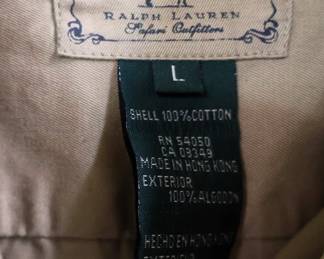 RALPH LAUREN
Safari Outfitters
L
SHELL 100%COTTON
RN 54050
CA 03349
MADE IN HONG KONG
EXTERIOR
100%ALGODON
HECHO EN HONG KONG
EXTERIOR